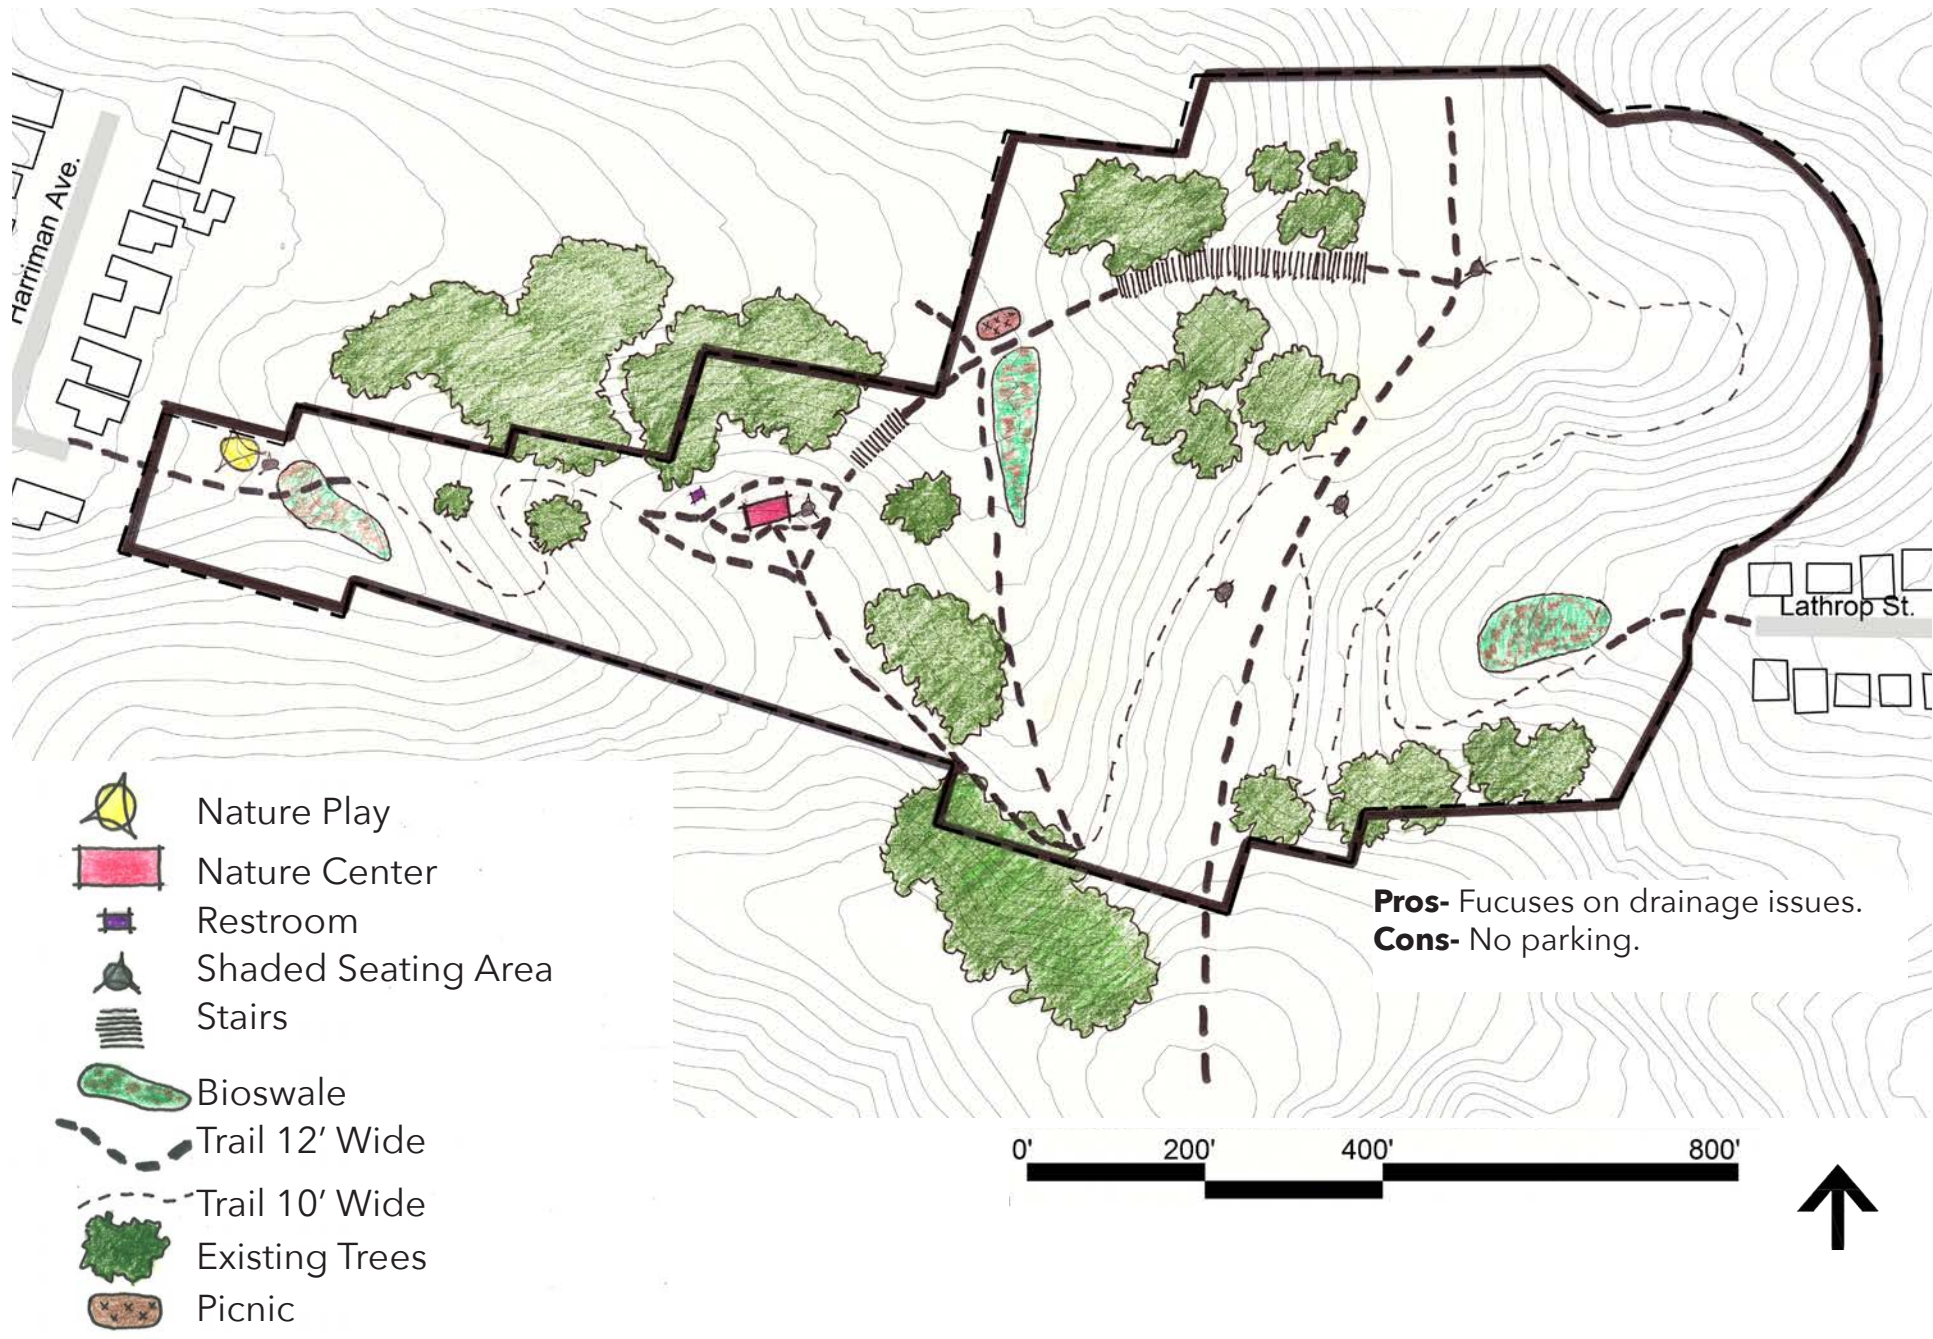 Harriman Ave.
Lathrop St.
Nature Play
Nature Center
Restroom
Shaded Seating Area
Stairs
Bioswale
Trail 12’ Wide
Trail 10’ Wide
Existing Trees
Picnic
Pros- Fucuses on drainage issues.
Cons- No parking.
0' 200' 400' 800'